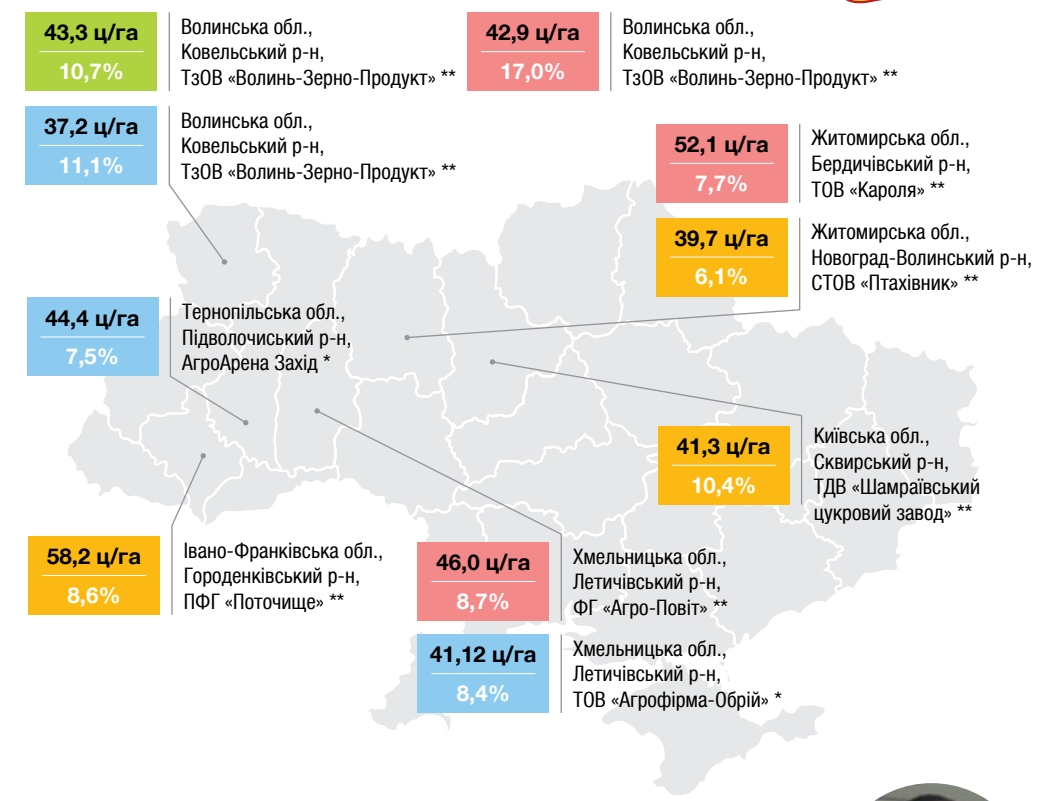 43,3 ц/га
10,7%
Волинська обл.,
Ковельський р-н,
ТзОВ «Волинь-Зерно-Продукт» **
42,9 ц/га
17,0%
Волинська обл.,
Ковельський р-н,
ТзОВ «Волинь-Зерно-Продукт» **
37,2 ц/га
11,1%
Волинська обл.,
Ковельський р-н,
ТзОВ «Волинь-Зерно-Продукт» **
52,1 ц/га
7,7%
Житомирська обл.,
Бердичівський р-н,
ТОВ «Кароля» **
39,7 ц/га
6,1%
Житомирська обл.,
Новоград-Волинський р-н,
СТОВ «Птахівник» **
44,4 ц/га
7,5%
Тернопільська обл.,
Підволочиський р-н,
АгроАрена Захід *
41,3 ц/га
10,4%
Київська обл.,
Сквирський р-н,
ТДВ «Шамраївський
цукровий завод» **
58,2 ц/га
8,6%
Івано-Франківська обл.,
Городенківський р-н,
ПФГ «Поточище» **
46,0 ц/га
8,7%
Хмельницька обл.,
Летичівський р-н,
ФГ «Агро-Повіт» **
41,12 ц/га
8,4%
Хмельницька обл.,
Летичівський р-н,
ТОВ «Агрофірма-Обрій» *